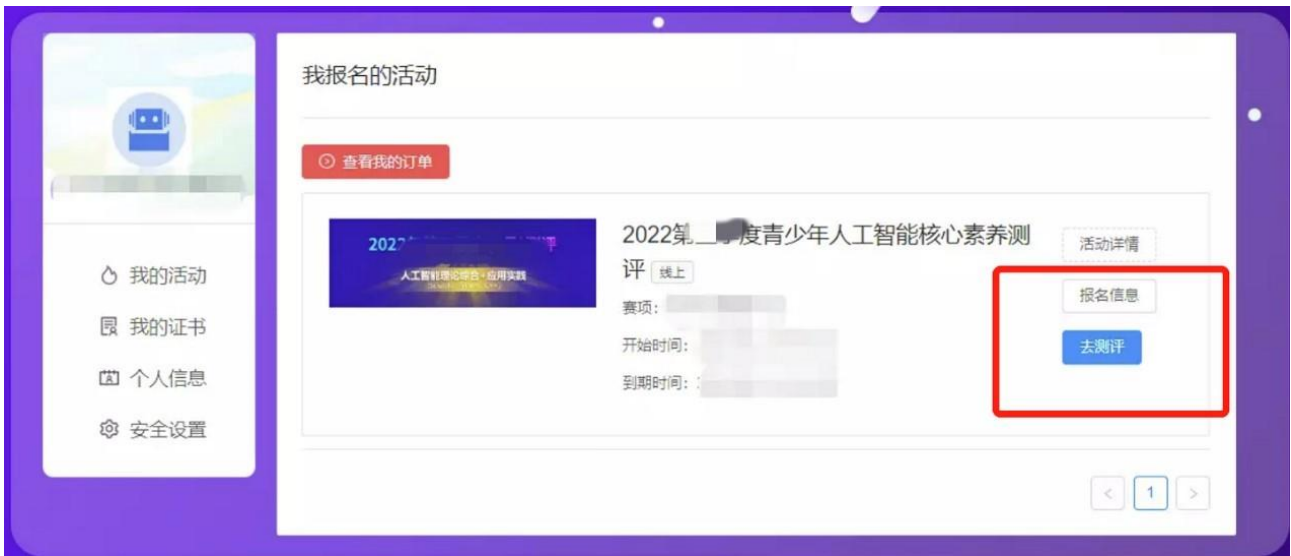 我的活动
我的证书
个人信息
安全设置
我报名的活动
查看我的订单
人工智能理论综合·应用实践
2022第 度青少年人工智能核心素养测
评 线上
赛项:
开始时间:
到期时间:
活动详情
报名信息
去测评
< 1 >